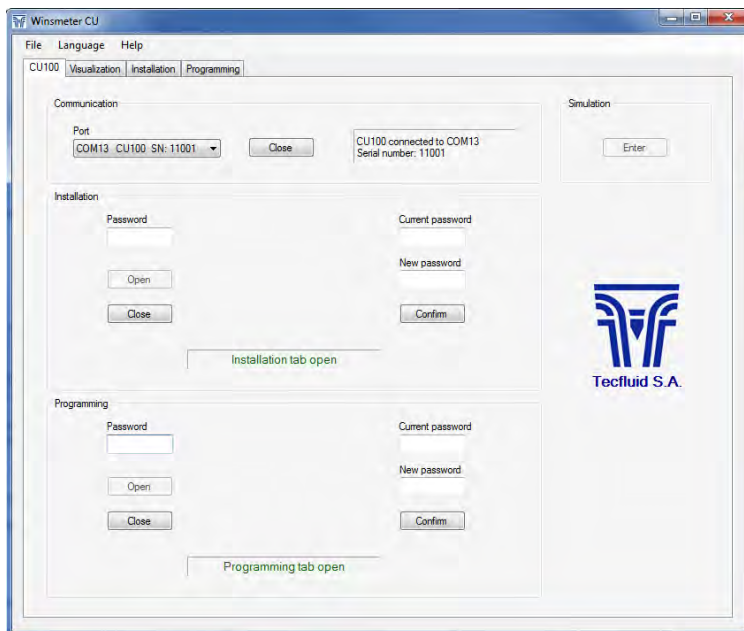 Winsmeter CU
File Language Help
CU100 Visualization Installation Programming
Communication
Port
COM13 CU100 SN: 11001
Close
CU100 connected to COM13
Serial number: 11001
Simulation
Enter
Installation
Password
Open
Close
Current password
New password
Confirm
Installation tab open
Tecfluid S.A.
Programming
Password
Open
Close
Current password
New password
Confirm
Programming tab open